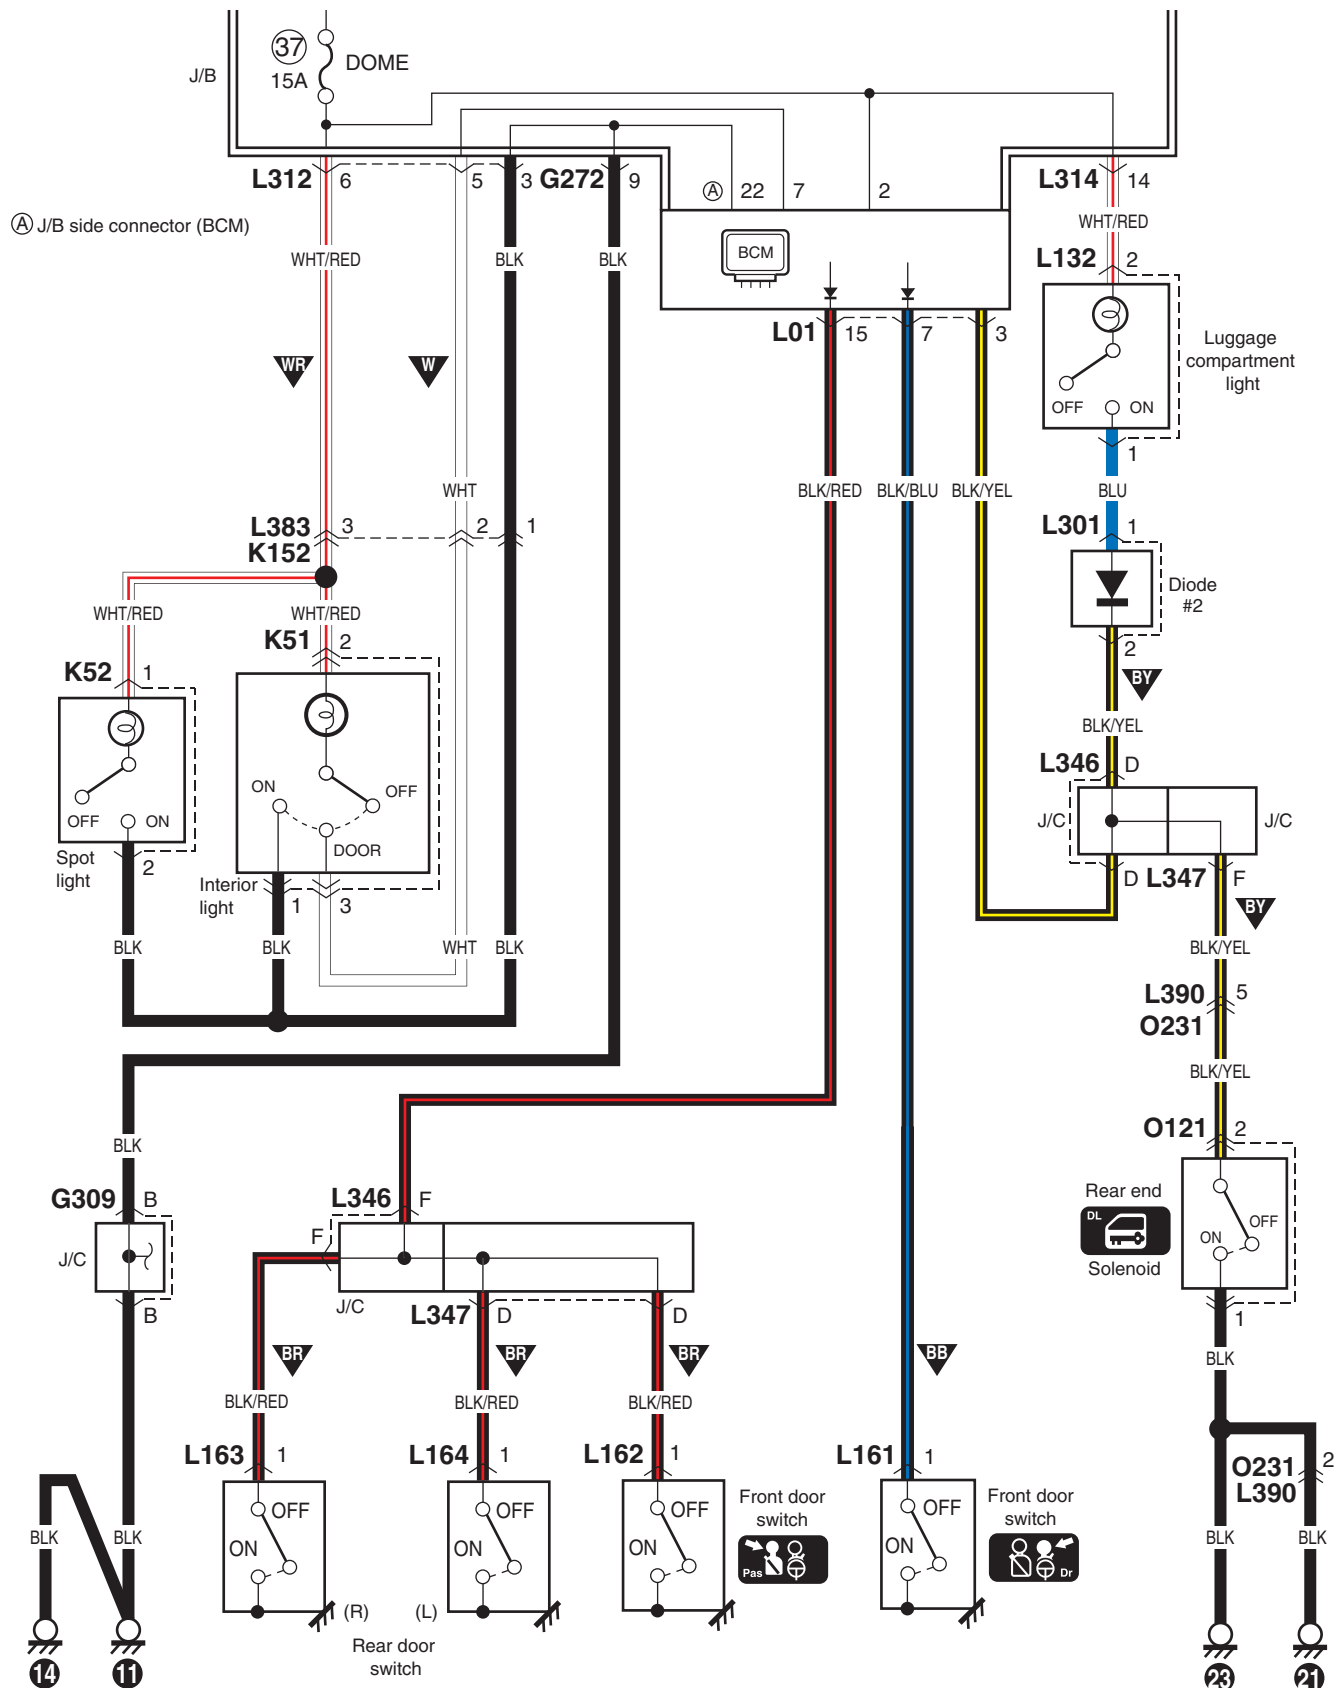 37
15A
DOME
J/B
L312 6 5 3 G272 9
A 22 7 2
L314 14
A J/B side connector (BCM)
WHT/RED BLK BLK
BCM
WHT/RED
L132 2
L01 15 7 3
Luggage
compartment
light
OFF ON
1
WR W
WHT
BLK/RED BLK/BLU BLK/YEL BLU
L383 3 2 1
K152
L301 1
Diode
#2
2
WHT/RED WHT/RED
K51 2
K52 1
BY
BLK/YEL
L346 D
J/C J/C
D L347 F
BY
ON OFF
DOOR
OFF ON
Spot
light
2
Interior
light
1 3
BLK BLK WHT BLK
BLK/YEL
L390 5
O231
BLK/YEL
O121 2
BLK
G309 B
J/C
B
L346 F
F
J/C
L347 D D
Rear end
DL
Solenoid
OFF
ON
1
BR BR BR BB
BLK
BLK/RED BLK/RED BLK/RED
L163 1 L164 1 L162 1 L161 1
O231 2
L390
OFF OFF OFF OFF
ON ON ON ON
Front door
switch
Pas
Front door
switch
Dr
BLK BLK
BLK BLK
(R) (L)
Rear door
switch
14 11
23 21